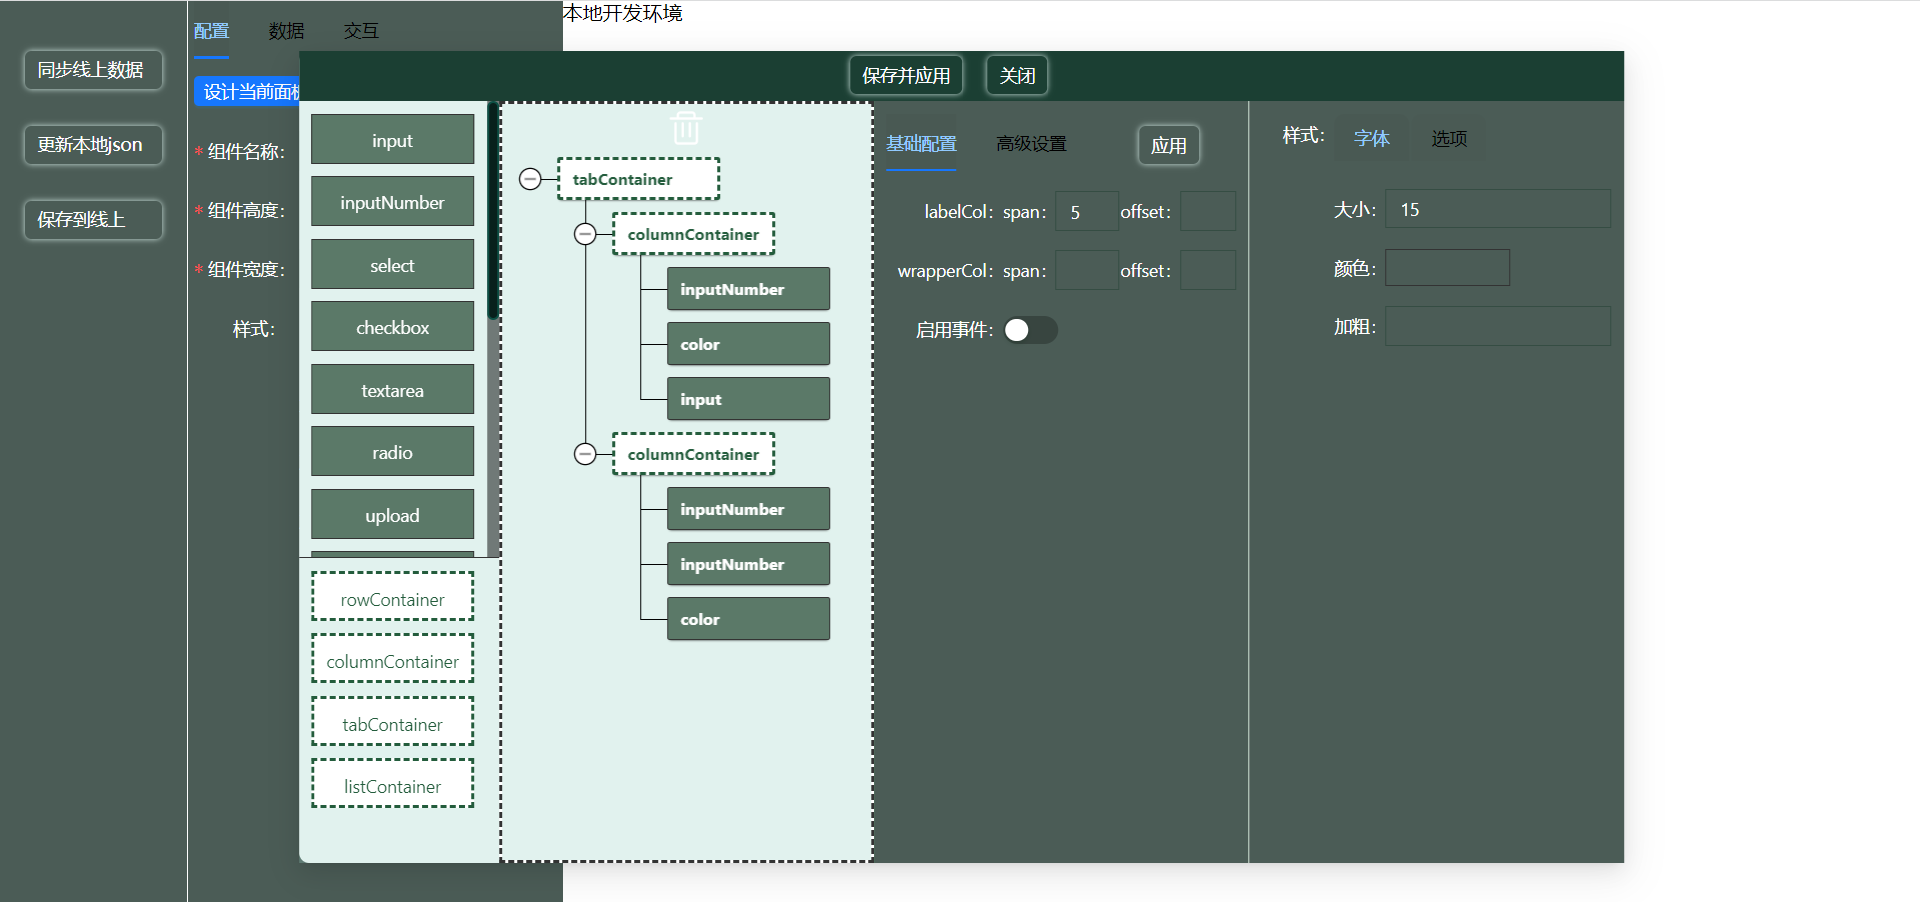 同步线上数据
更新本地json
保存到线上
配置 数据 交互
设计当前面
* 组件名称:
* 组件高度:
* 组件宽度:
样式:
本地开发环境
保存并应用 关闭
input
inputNumber
select
checkbox
textarea
radio
upload
rowContainer
columnContainer
tabContainer
listContainer
tabContainer
columnContainer
inputNumber
color
input
columnContainer
inputNumber
inputNumber
color
基础配置 高级设置 应用
labelCol: span: 5 offset:
wrapperCol: span: offset:
启用事件:
样式: 字体 选项
大小: 15
颜色:
加粗: